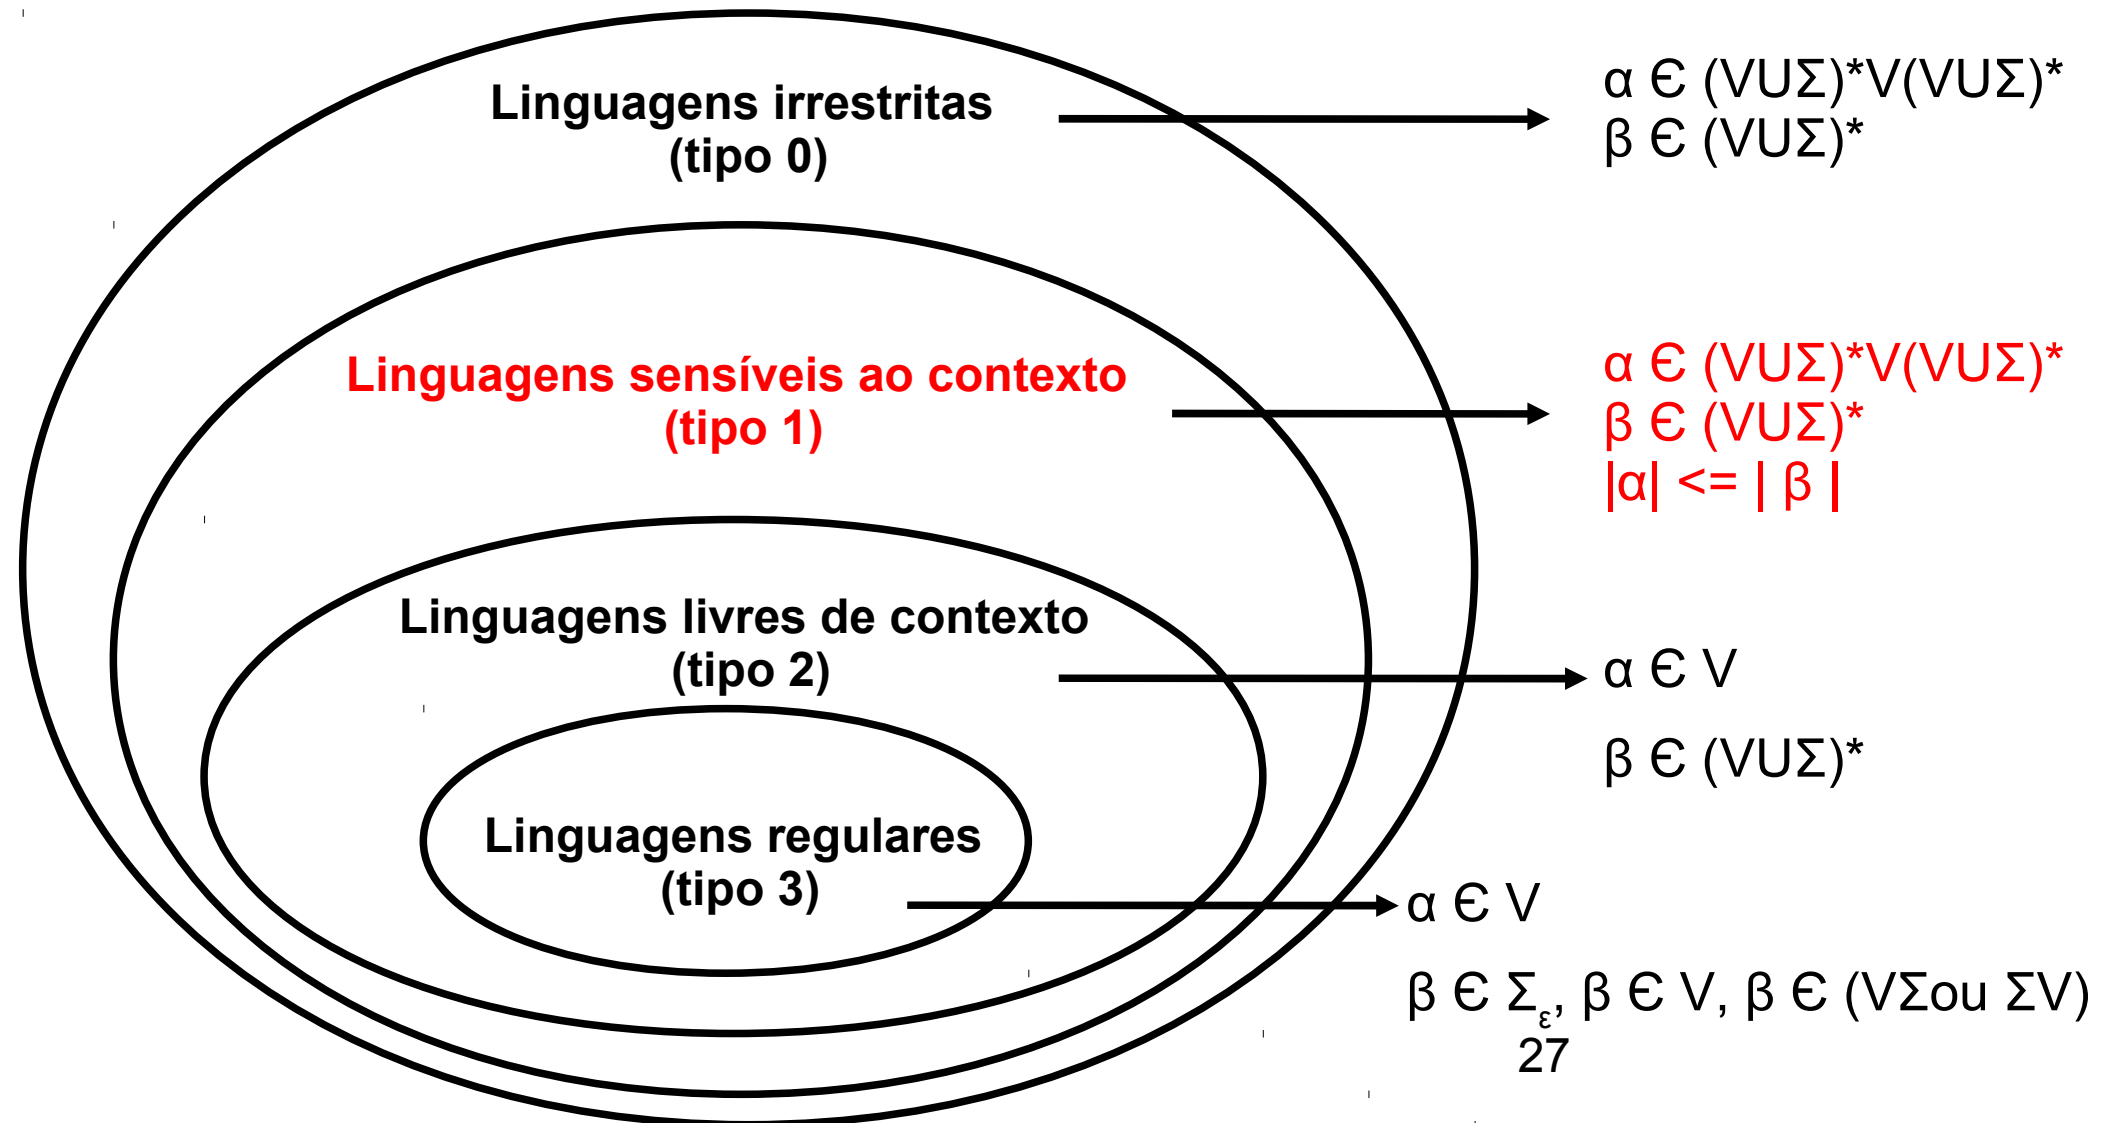 Linguagens irrestritas
(tipo 0)
α Є (VUΣ)*V(VUΣ)*
β Є (VUΣ)*
Linguagens sensíveis ao contexto
(tipo 1)
α Є (VUΣ)*V(VUΣ)*
β Є (VUΣ)*
|α| <= | β |
Linguagens livres de contexto
(tipo 2)
α Є V
β Є (VUΣ)*
Linguagens regulares
(tipo 3)
α Є V
β Є Σε, β Є V, β Є (VΣou ΣV)
27